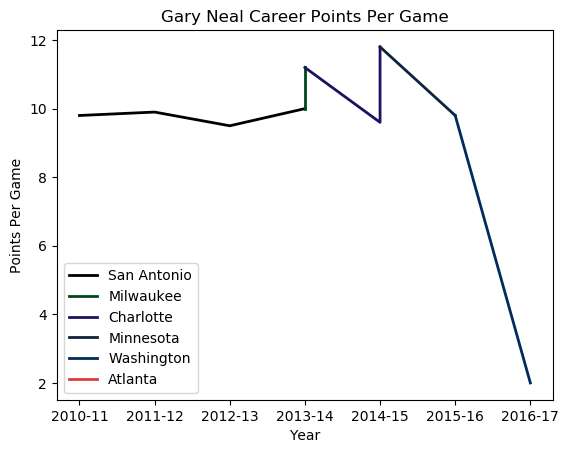 Gary Neal Career Points Per Game
12
10
8
6
4
2
Points Per Game
San Antonio
Milwaukee
Charlotte
Minnesota
Washington
Atlanta
2010-11 2011-12 2012-13 2013-14 2014-15 2015-16 2016-17
Year